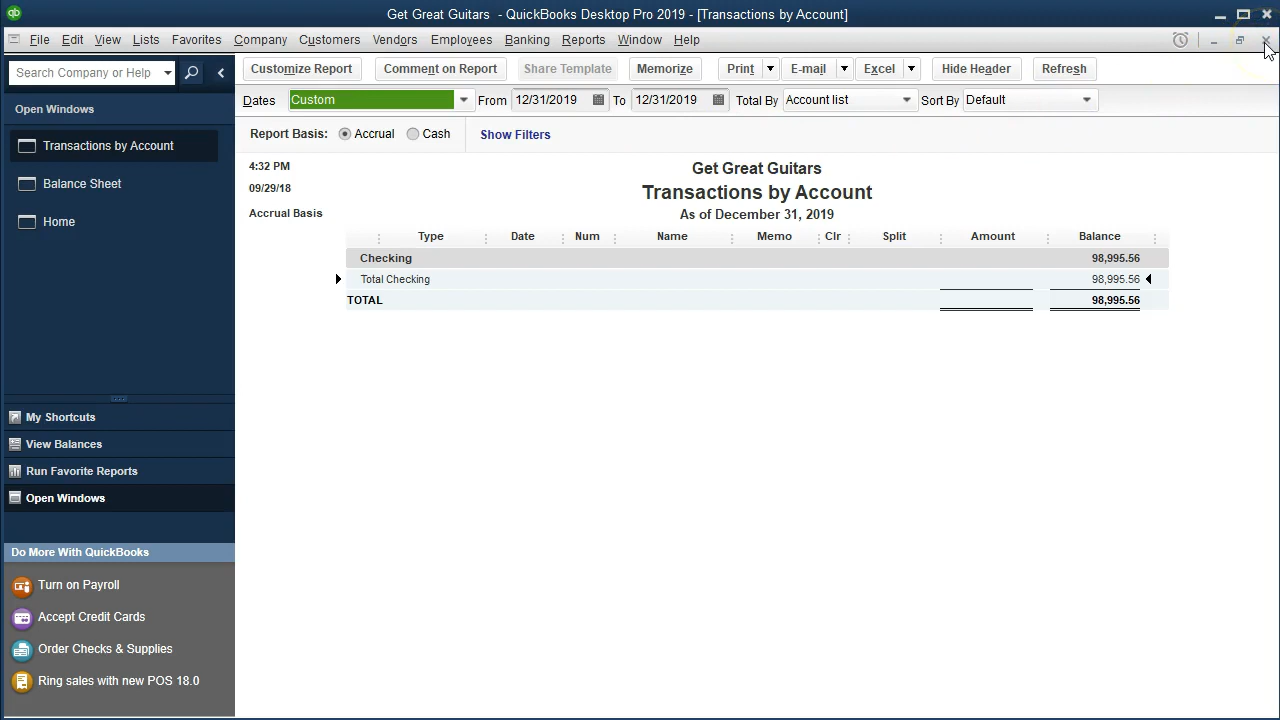 Get Great Guitars - QuickBooks Desktop Pro 2019 - [Transactions by Account]
File Edit View Lists Favorites Company Customers Vendors Employees Banking Reports Window Help
Search Company or Help
Customize Report Comment on Report Share Template Memorize Print E-mail Excel Hide Header Refresh
Open Windows
Dates Custom From 12/31/2019 To 12/31/2019 Total By Account list Sort By Default
Report Basis: Accrual Cash Show Filters
Transactions by Account
Balance Sheet
Home
4:32 PM
09/29/18
Accrual Basis
Get Great Guitars
Transactions by Account
As of December 31, 2019
Type Date Num Name Memo Clr Split Amount Balance
Checking 98,995.56
Total Checking 98,995.56
TOTAL 98,995.56
My Shortcuts
View Balances
Run Favorite Reports
Open Windows
Do More With QuickBooks
Turn on Payroll
Accept Credit Cards
Order Checks & Supplies
Ring sales with new POS 18.0